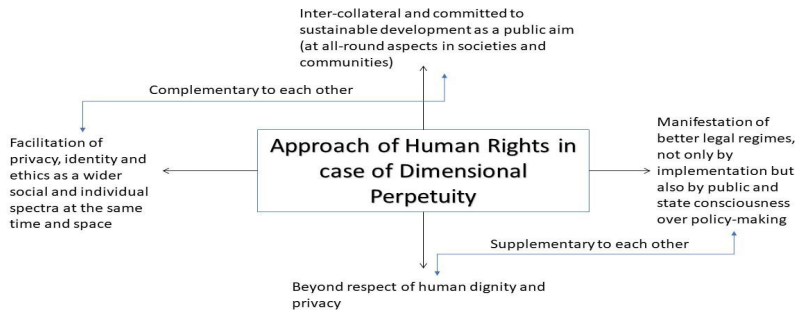 Inter-collateral and committed to
sustainable development as a public aim
(at all-round aspects in societies and
communities)
Complementary to each other
Facilitation of
privacy, identity and
ethics as a wider
social and individual
spectra at the same
time and space
Approach of Human Rights in
case of Dimensional
Perpetuity
Manifestation of
better legal regimes,
not only by
implementation but
also by public and
state consciousness
over policy-making
Supplementary to each other
Beyond respect of human dignity and
privacy